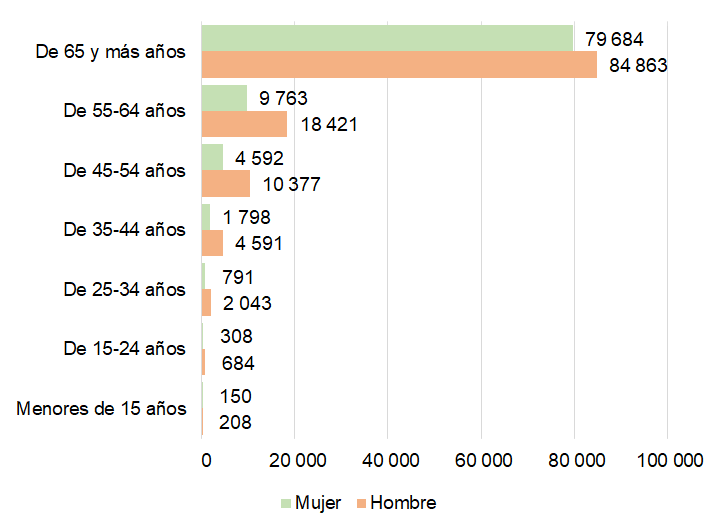 De 65 y más años
79 684
84 863
De 55-64 años
9 763
18 421
De 45-54 años
4 592
10 377
De 35-44 años
1 798
4 591
De 25-34 años
791
2 043
De 15-24 años
308
684
Menores de 15 años
150
208
0 20 000 40 000 60 000 80 000 100 000
Mujer Hombre